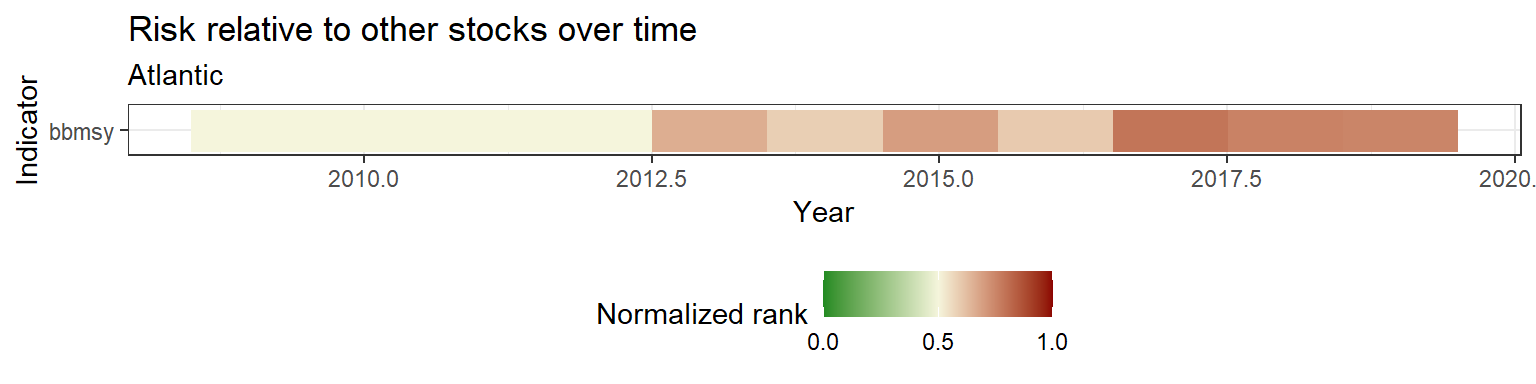 Risk relative to other stocks over time
Atlantic
Indicator
bbmsy
2010.0 2012.5 2015.0 2017.5 2020.
Year
Normalized rank
0.0 0.5 1.0